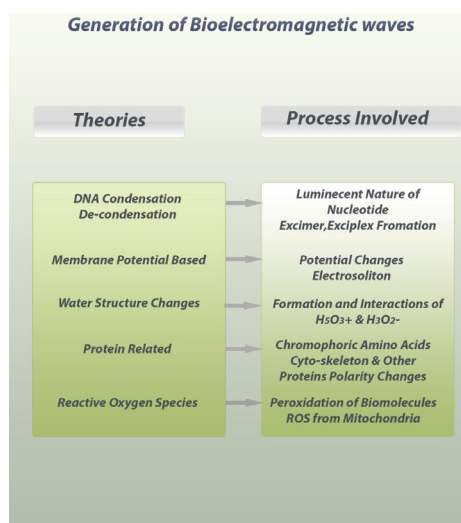 Generation of Bioelectromagnetic waves
Theories
Process Involved
DNA Condensation
De-condensation
Luminecent Nature of
Nucleotide
Excimer,Exciplex Fromation
Membrane Potential Based
Potential Changes
Electrosoliton
Water Structure Changes
Formation and Interactions of
H5O3+ & H3O2-
Protein Related
Chromophoric Amino Acids
Cyto-skeleton & Other
Proteins Polarity Changes
Reactive Oxygen Species
Peroxidation of Biomolecules
ROS from Mitochondria